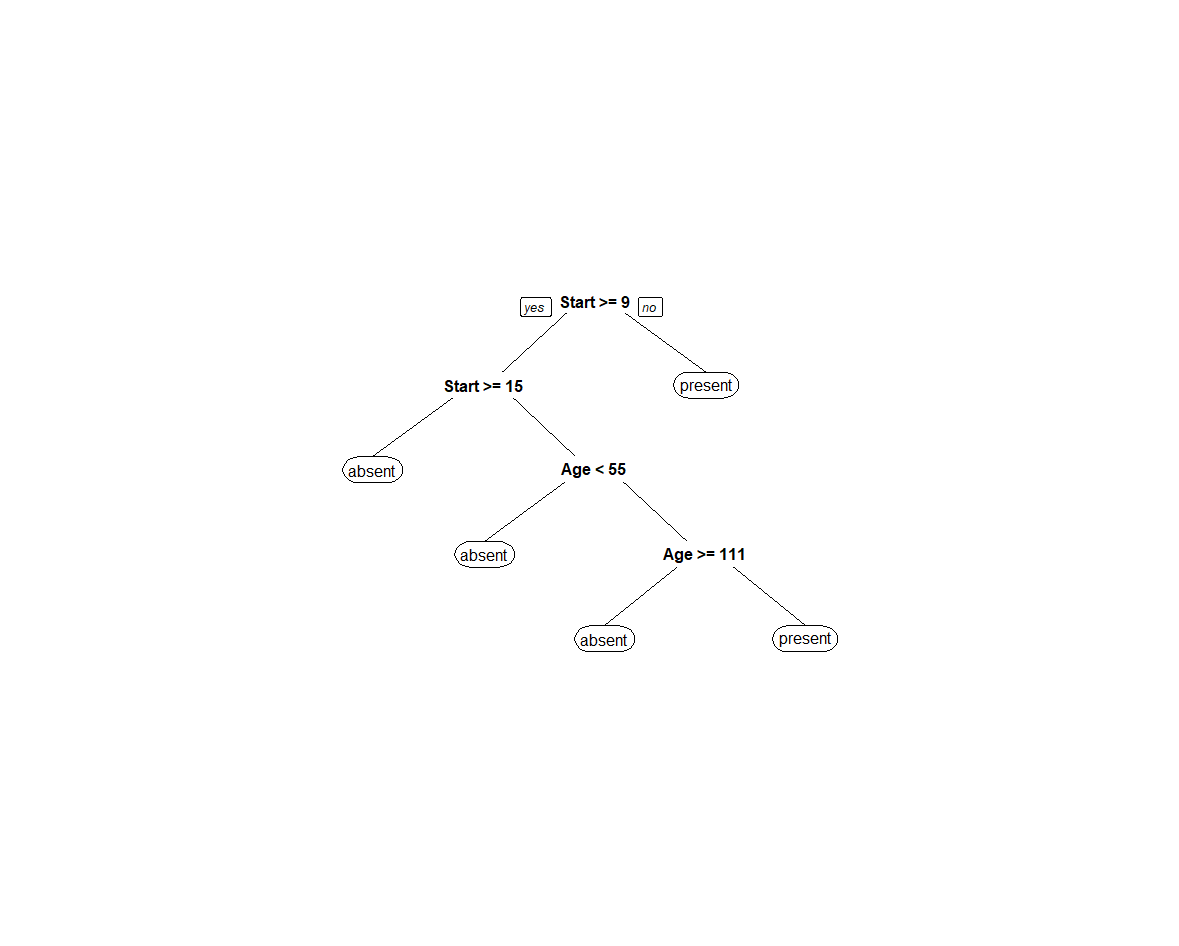 yes
Start >= 9
no
Start >= 15
present
absent
Age < 55
absent
Age >= 111
absent
present